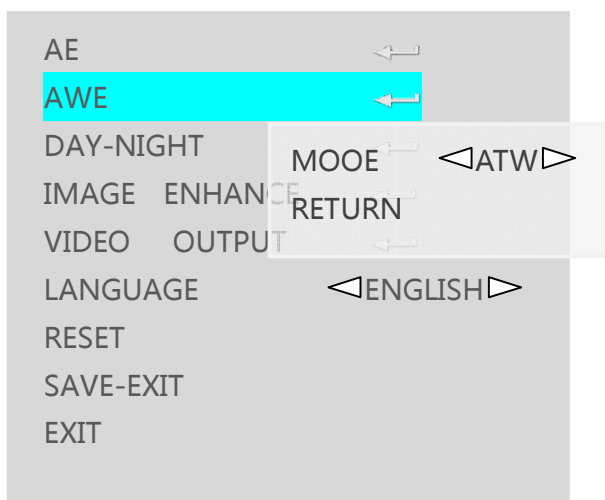 AE
AWE
DAY-NIGHT
IMAGE ENHANCE
VIDEO OUTPUT
LANGUAGE ENGLISH
RESET
SAVE-EXIT
EXIT
MOOE ATW
RETURN